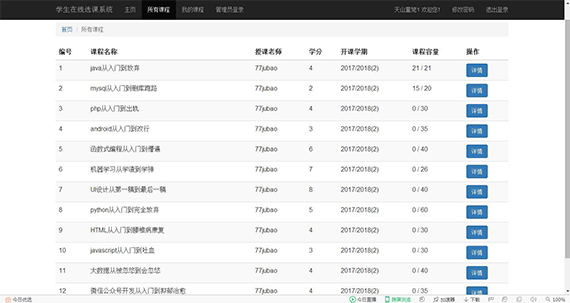 学生在线选课系统 主页 所有课程 我的课程 管理员登录 天山童姥1 欢迎您! 修改密码 退出登录
首页 / 所有课程
编号 课程名称 授课老师 学分 开课学期 课程容量 操作
1 java从入门到放弃 77jubao 4 2017/2018(2) 21 / 21 详情
2 mysql从入门到删库跑路 77jubao 2 2017/2018(2) 15 / 20 详情
3 php从入门到出轨 77jubao 4 2017/2018(2) 0 / 30 详情
4 android从入门到改行 77jubao 3 2017/2018(2) 0 / 35 详情
5 函数式编程从入门到懵逼 77jubao 6 2017/2018(2) 0 / 40 详情
6 机器学习从学渣到学神 77jubao 7 2017/2018(2) 0 / 26 详情
7 UI设计从第一稿到最后一稿 77jubao 8 2017/2018(2) 0 / 40 详情
8 python从入门到完全放弃 77jubao 5 2017/2018(2) 0 / 60 详情
9 HTML从入门到腰椎病康复 77jubao 4 2017/2018(2) 0 / 30 详情
10 javascript从入门到吐血 77jubao 3 2017/2018(2) 0 / 30 详情
11 大数据从被忽悠到会忽悠 77jubao 4 2017/2018(2) 0 / 40 详情
12 微信公众号开发从入门到抑郁治愈 77jubao 4 2017/2018(2) 0 / 35 详情
今日优选 今日直播 跨屏浏览 加速器 下载 100%